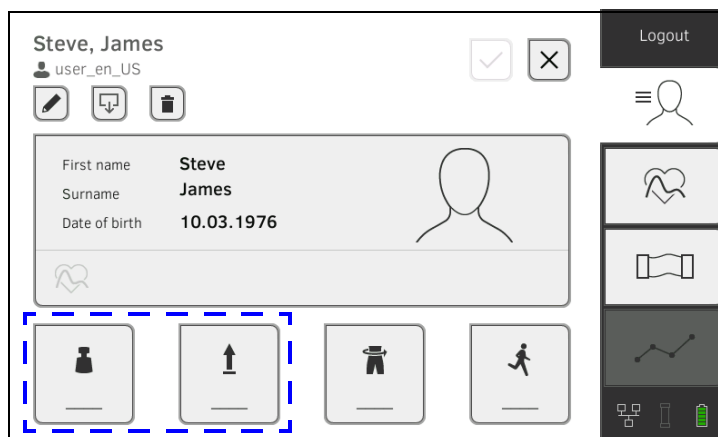 Steve, James
Logout
user_en_US
First name Steve
Surname James
Date of birth 10.03.1976